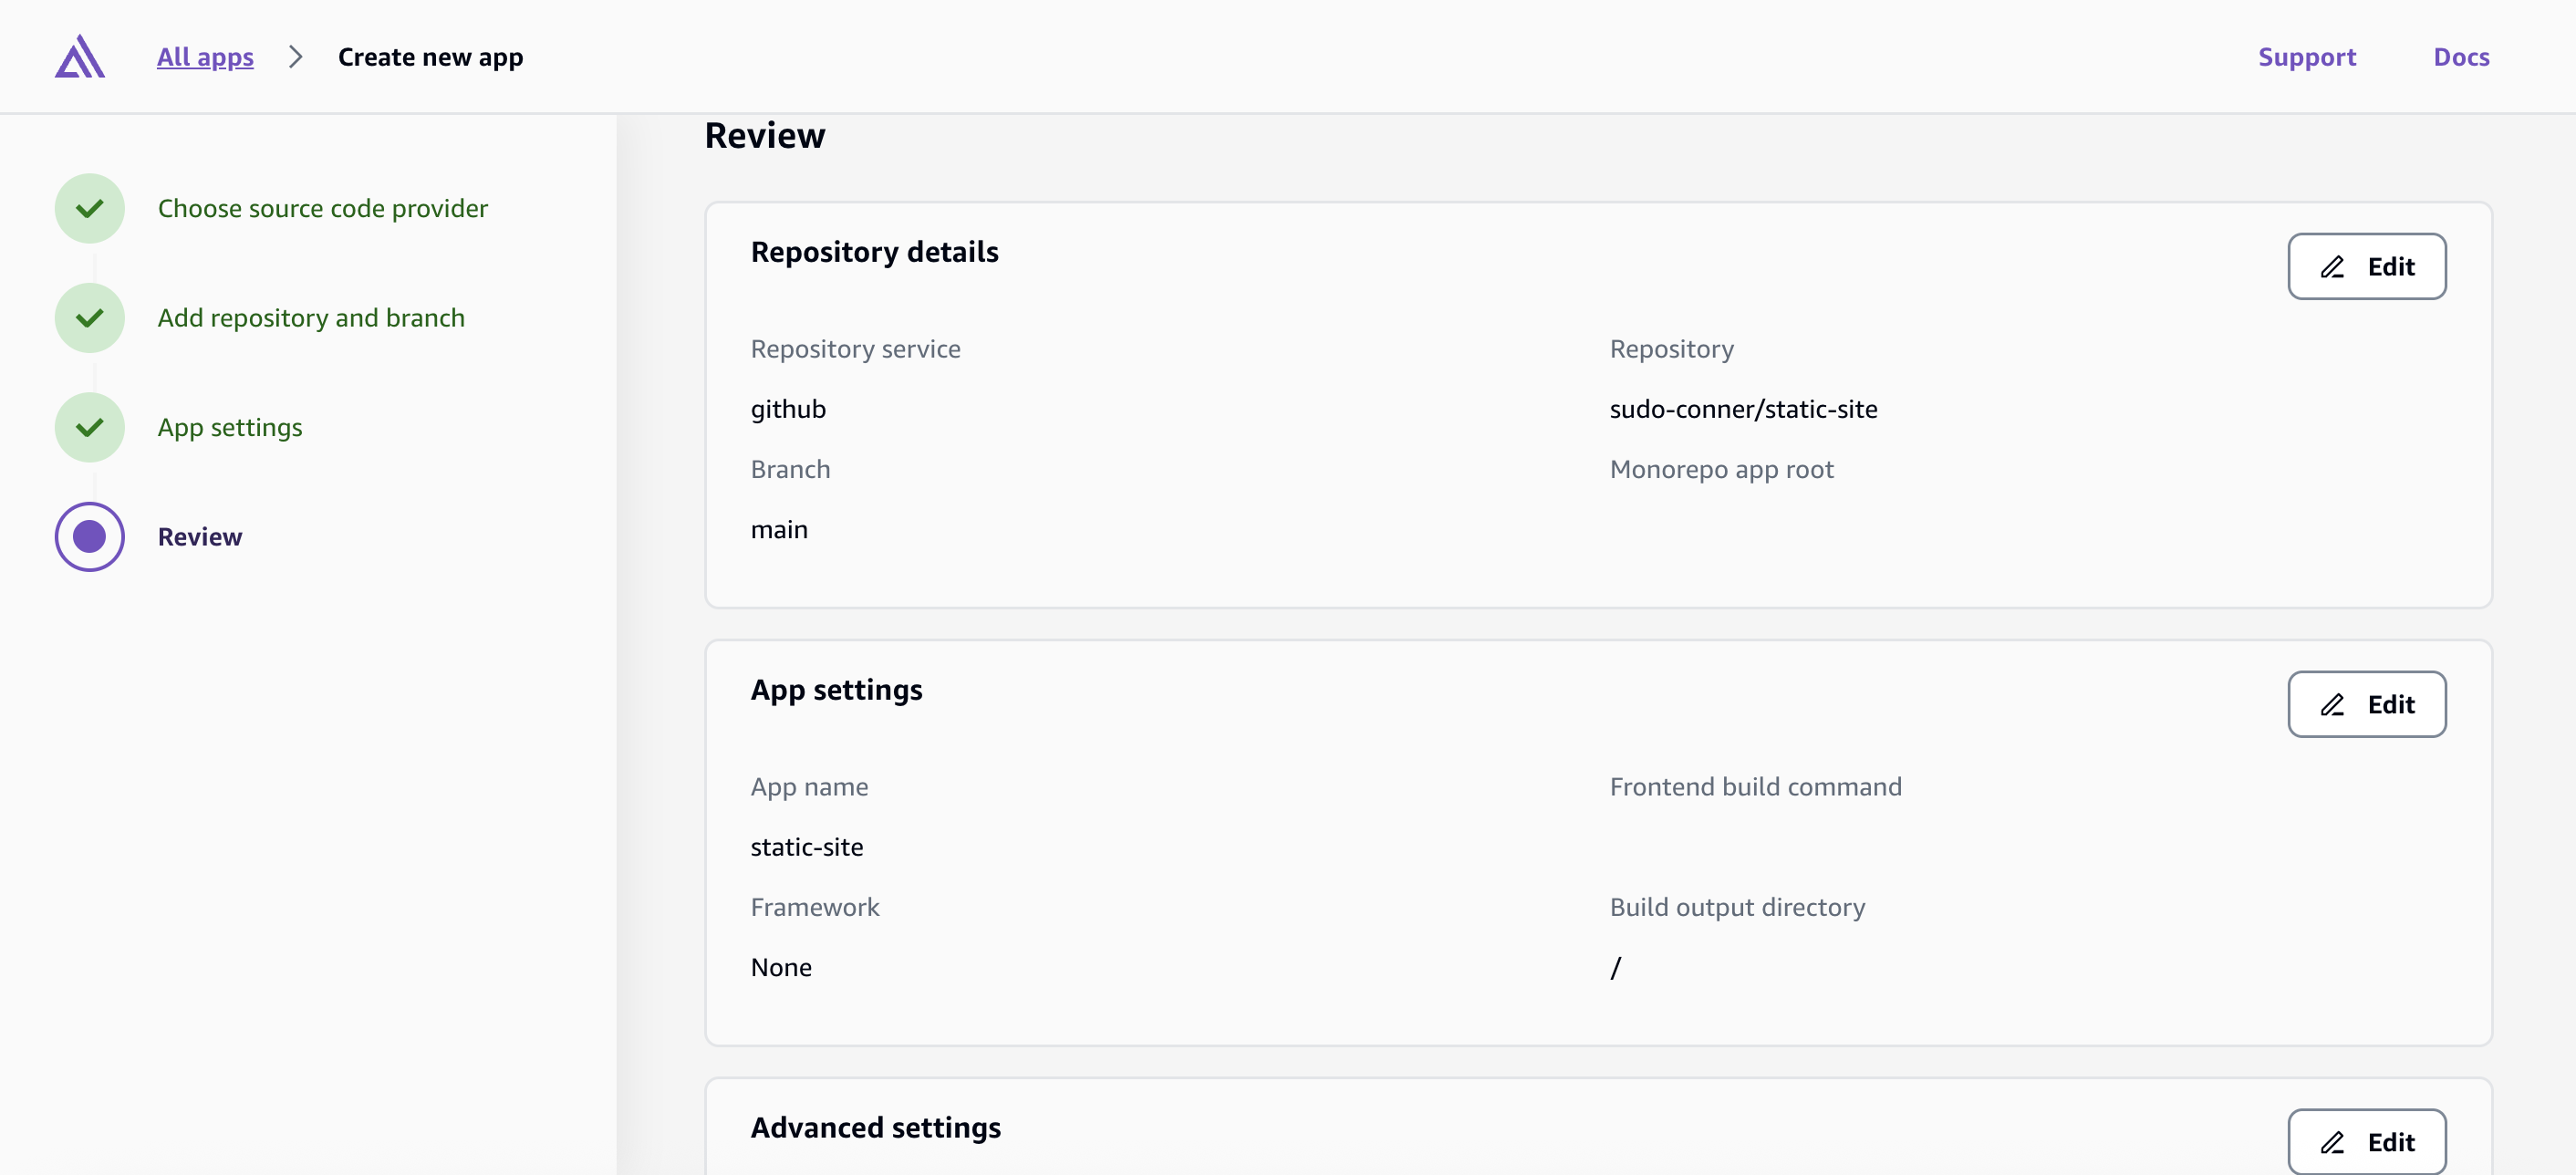 All apps
Create new app
Support
Docs
Choose source code provider
Add repository and branch
App settings
Review
Review
Repository details
Edit
Repository service
Repository
github
sudo-conner/static-site
Branch
Monorepo app root
main
App settings
Edit
App name
Frontend build command
static-site
Framework
Build output directory
None
/
Advanced settings
Edit